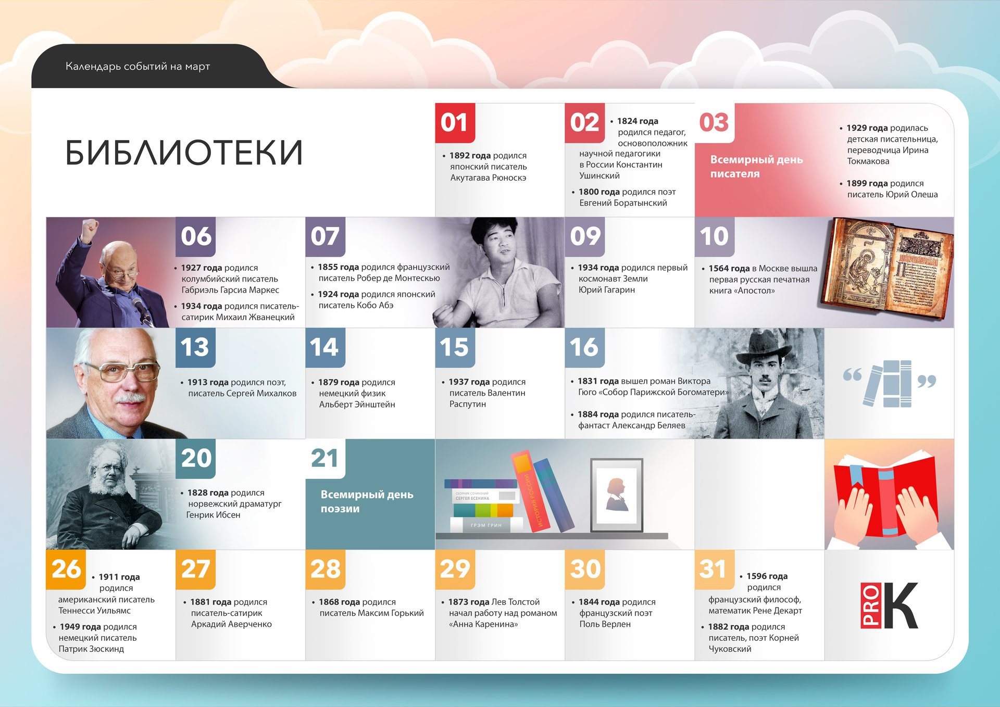 Календарь событий на март
БИБЛИОТЕКИ
01
• 1892 года родился
японский писатель
Акутагава Рюноскэ
02
• 1824 года
родился педагог,
основоположник
научной педагогики
в России Константин
Ушинский
• 1800 года родился поэт
Евгений Боратынский
03
Всемирный день
писателя
• 1929 года родилась
детская писательница,
переводчица Ирина
Токмакова
• 1899 года родился
писатель Юрий Олеша
06
• 1927 года родился
колумбийский писатель
Габриэль Гарсиа Маркес
• 1934 года родился писатель-
сатирик Михаил Жванецкий
07
• 1855 года родился французский
писатель Робер де Монтескью
• 1924 года родился японский
писатель Кобо Абэ
09
• 1934 года родился первый
космонавт Земли
Юрий Гагарин
10
• 1564 года в Москве вышла
первая русская печатная
книга «Апостол»
13
• 1913 года родился поэт,
писатель Сергей Михалков
14
• 1879 года родился
немецкий физик
Альберт Эйнштейн
15
• 1937 года родился
писатель Валентин
Распутин
16
• 1831 года вышел роман Виктора
Гюго «Собор Парижской Богоматери»
• 1884 года родился писатель-
фантаст Александр Беляев
“ ”
20
• 1828 года родился
норвежский драматург
Генрик Ибсен
21
Всемирный день
поэзии
СБОРНИК СОЧИНЕНИЙ
СЕРГЕЯ ЕСЕНИНА
ГРЭМ ГРИН
ИСТОРИЯ РОССИИ
26
• 1911 года
родился
американский писатель
Теннесси Уильямс
• 1949 года родился
немецкий писатель
Патрик Зюскинд
27
• 1881 года родился
писатель-сатирик
Аркадий Аверченко
28
• 1868 года родился
писатель Максим Горький
29
• 1873 года Лев Толстой
начал работу над романом
«Анна Каренина»
30
• 1844 года родился
французский поэт
Поль Верлен
31
• 1596 года
родился
французский философ,
математик Рене Декарт
• 1882 года родился
писатель, поэт Корней
Чуковский
PRO К